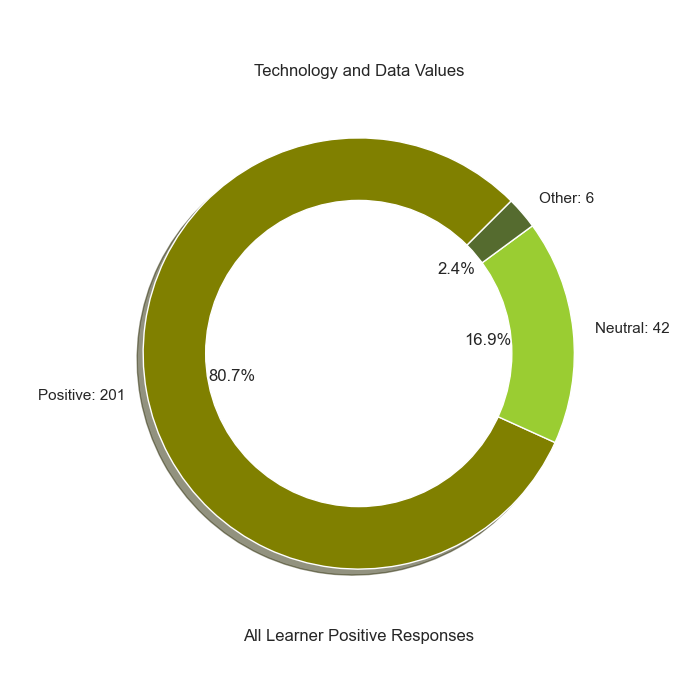 Technology and Data Values
Other: 6
2.4%
Neutral: 42
16.9%
80.7%
Positive: 201
All Learner Positive Responses